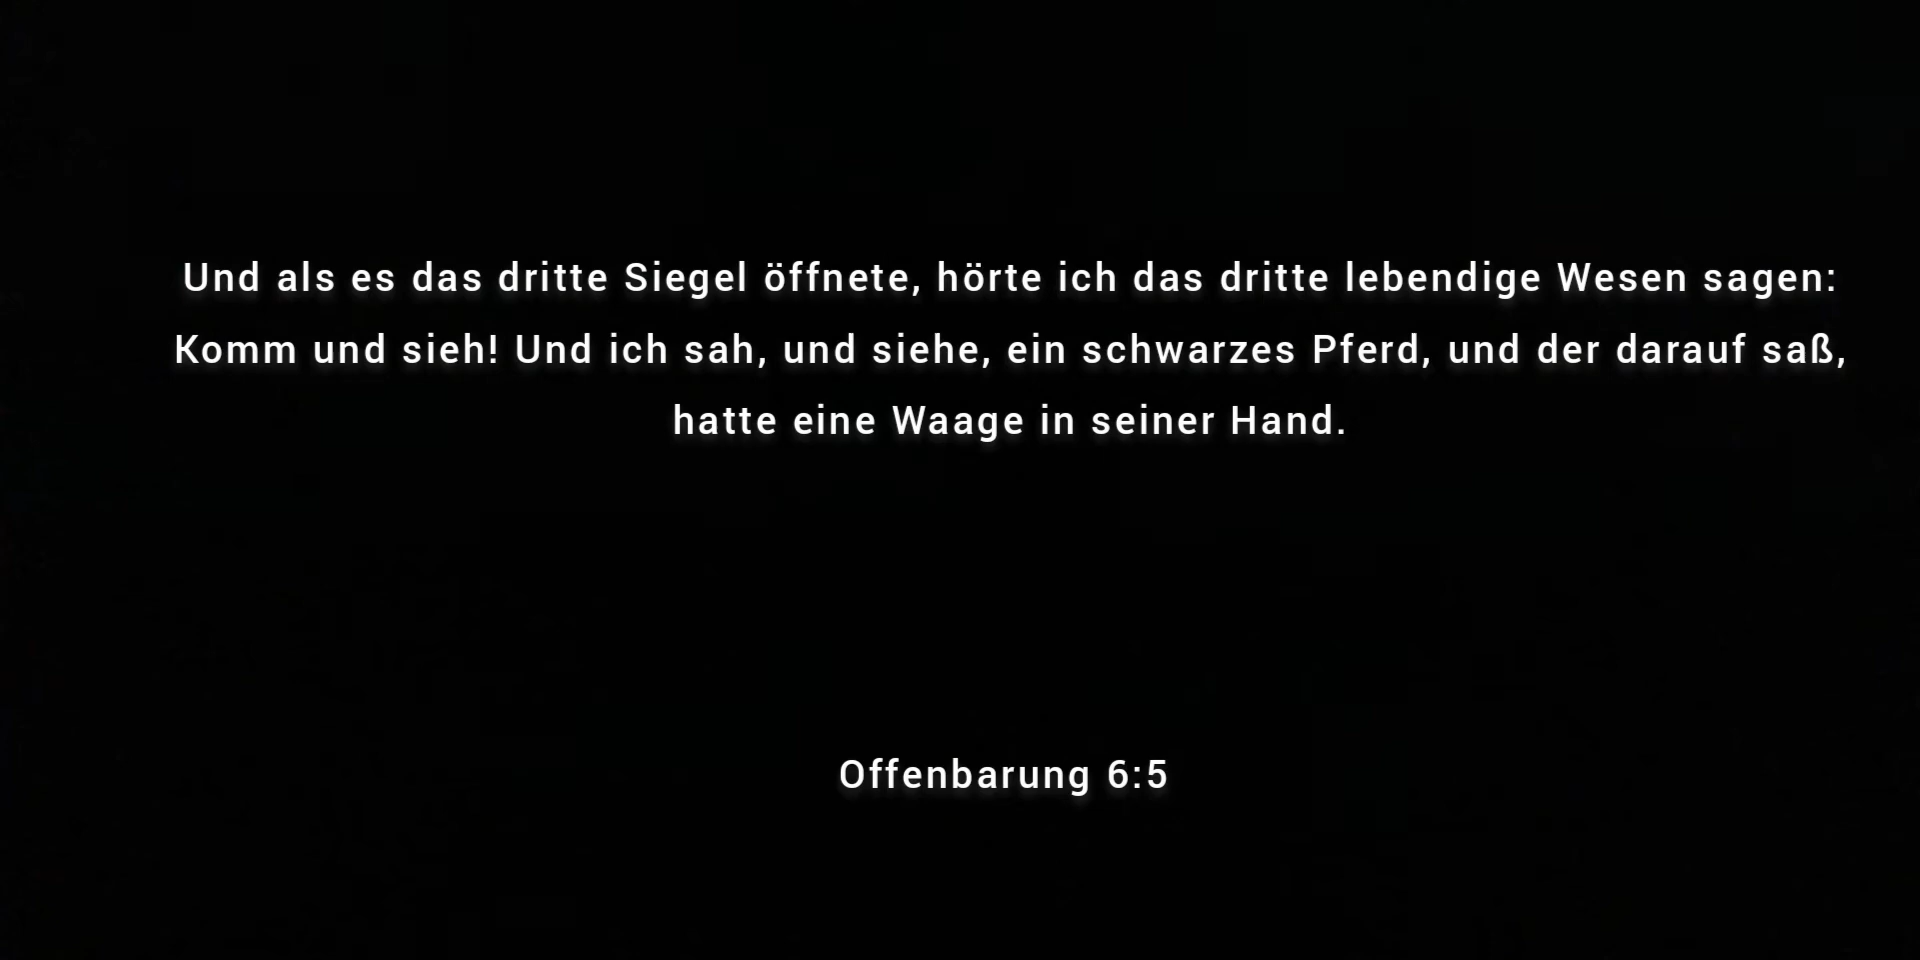 Und als es das dritte Siegel öffnete, hörte ich das dritte lebendige Wesen sagen:
Komm und sieh! Und ich sah, und siehe, ein schwarzes Pferd, und der darauf saß,
hatte eine Waage in seiner Hand.
Offenbarung 6:5